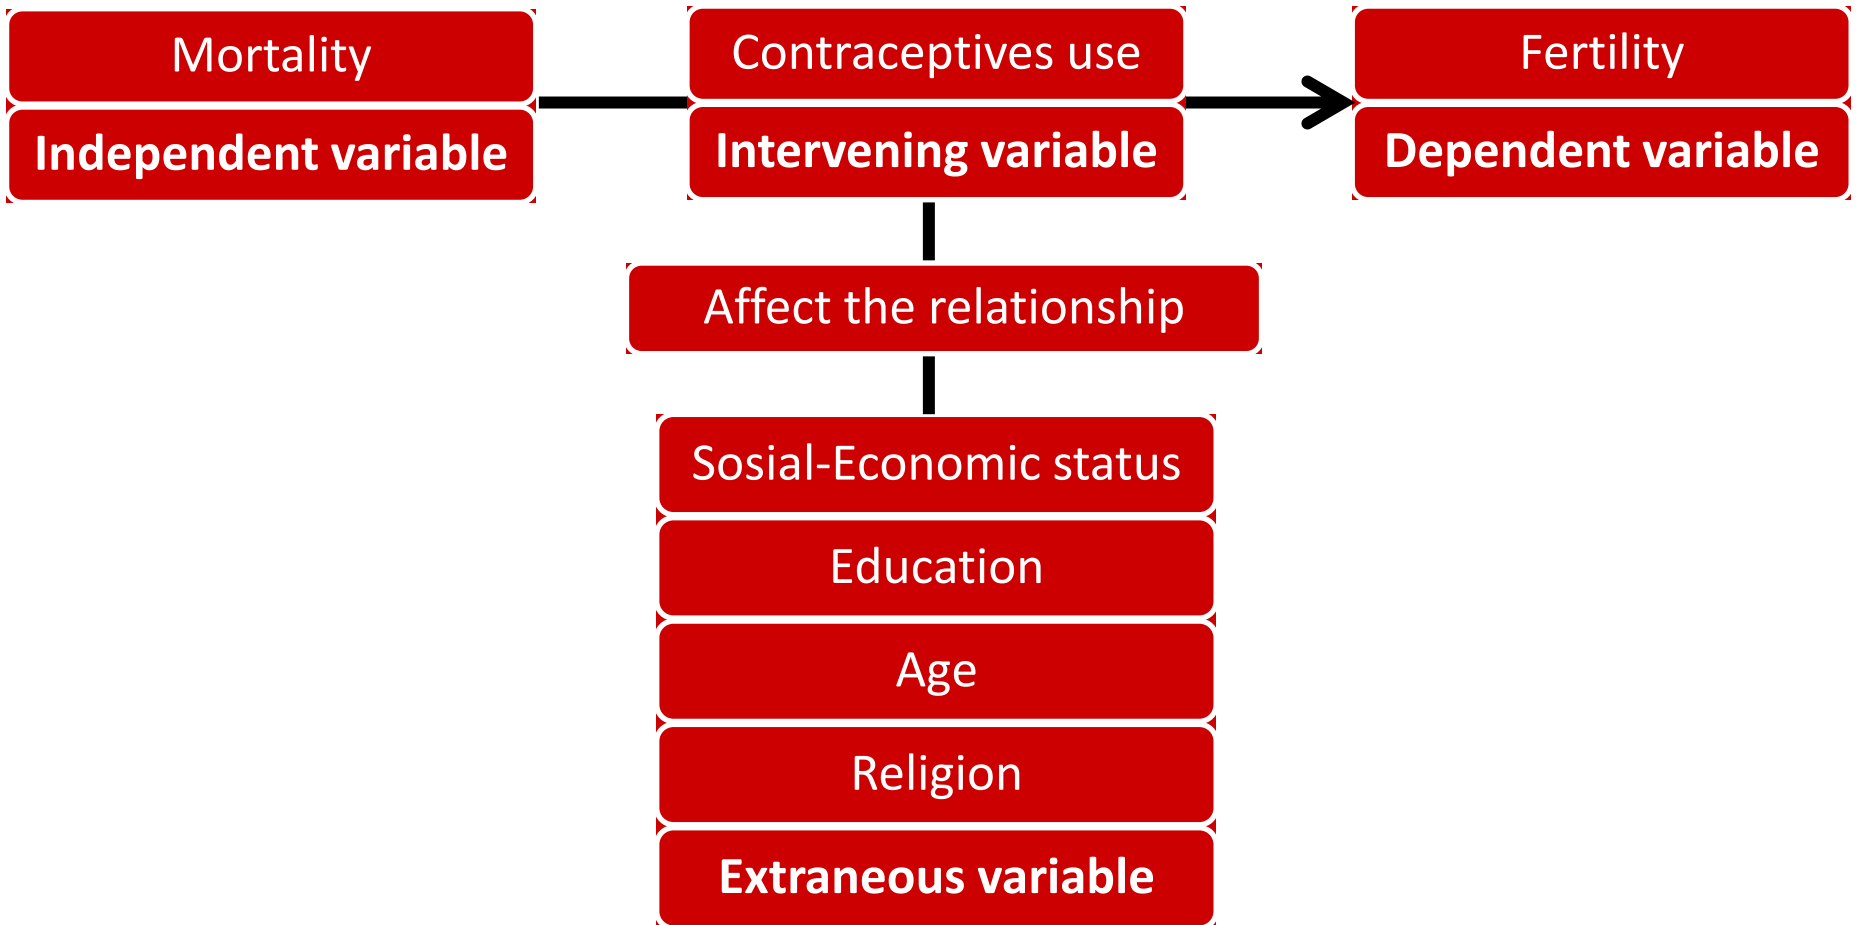 Mortality
Independent variable
Contraceptives use
Intervening variable
Fertility
Dependent variable
Affect the relationship
Sosial-Economic status
Education
Age
Religion
Extraneous variable